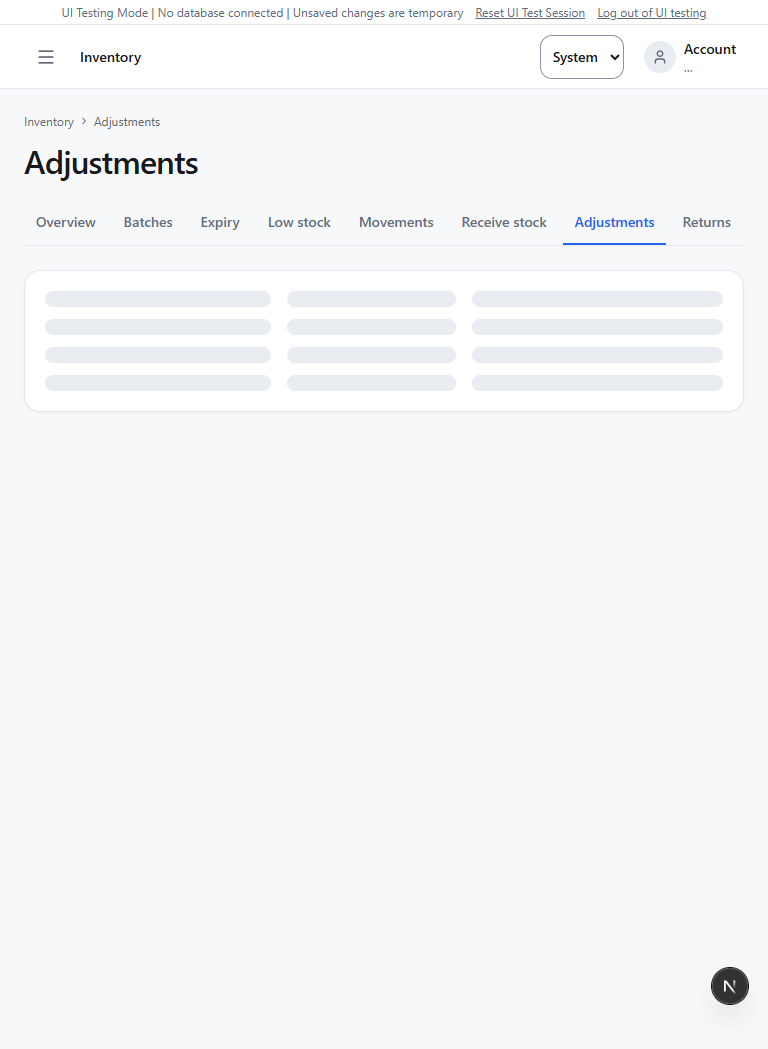 UI Testing Mode | No database connected | Unsaved changes are temporary Reset UI Test Session Log out of UI testing
Inventory System Account
...
Inventory Adjustments
Adjustments
Overview Batches Expiry Low stock Movements Receive stock Adjustments Returns
N